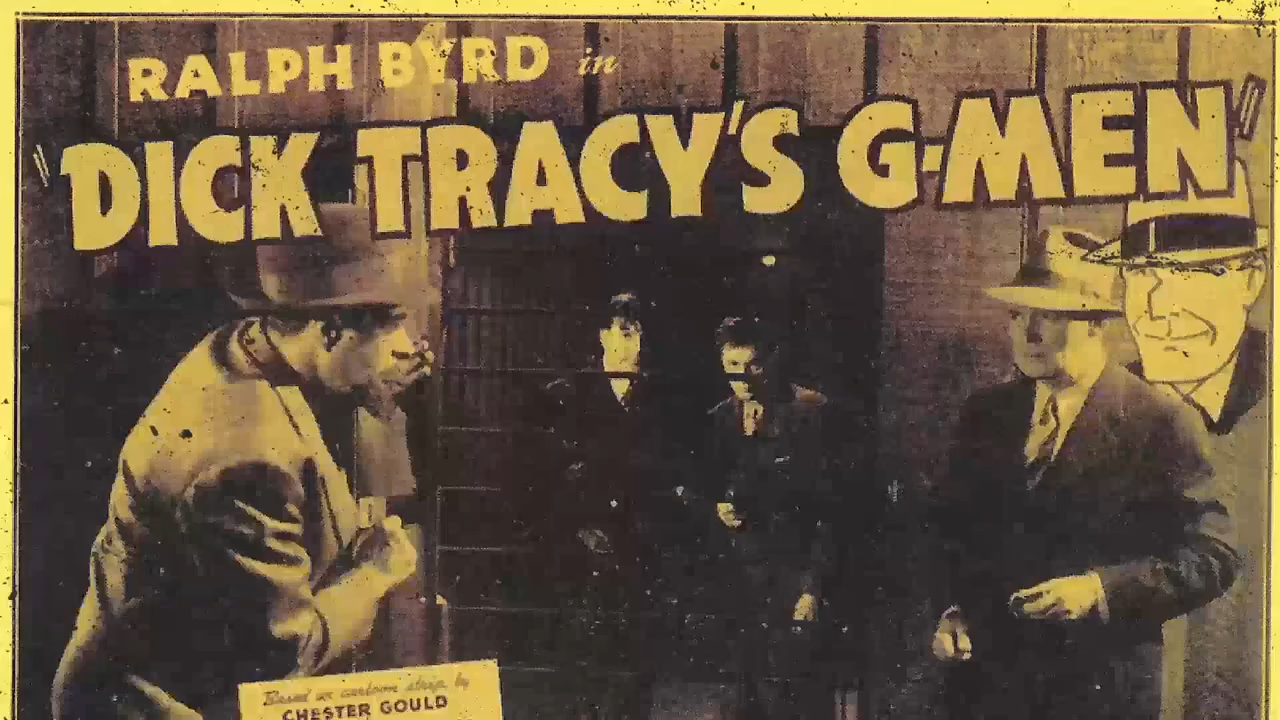 RALPH BYRD in
"DICK TRACY'S G-MEN"
Based on cartoon strip by
CHESTER GOULD